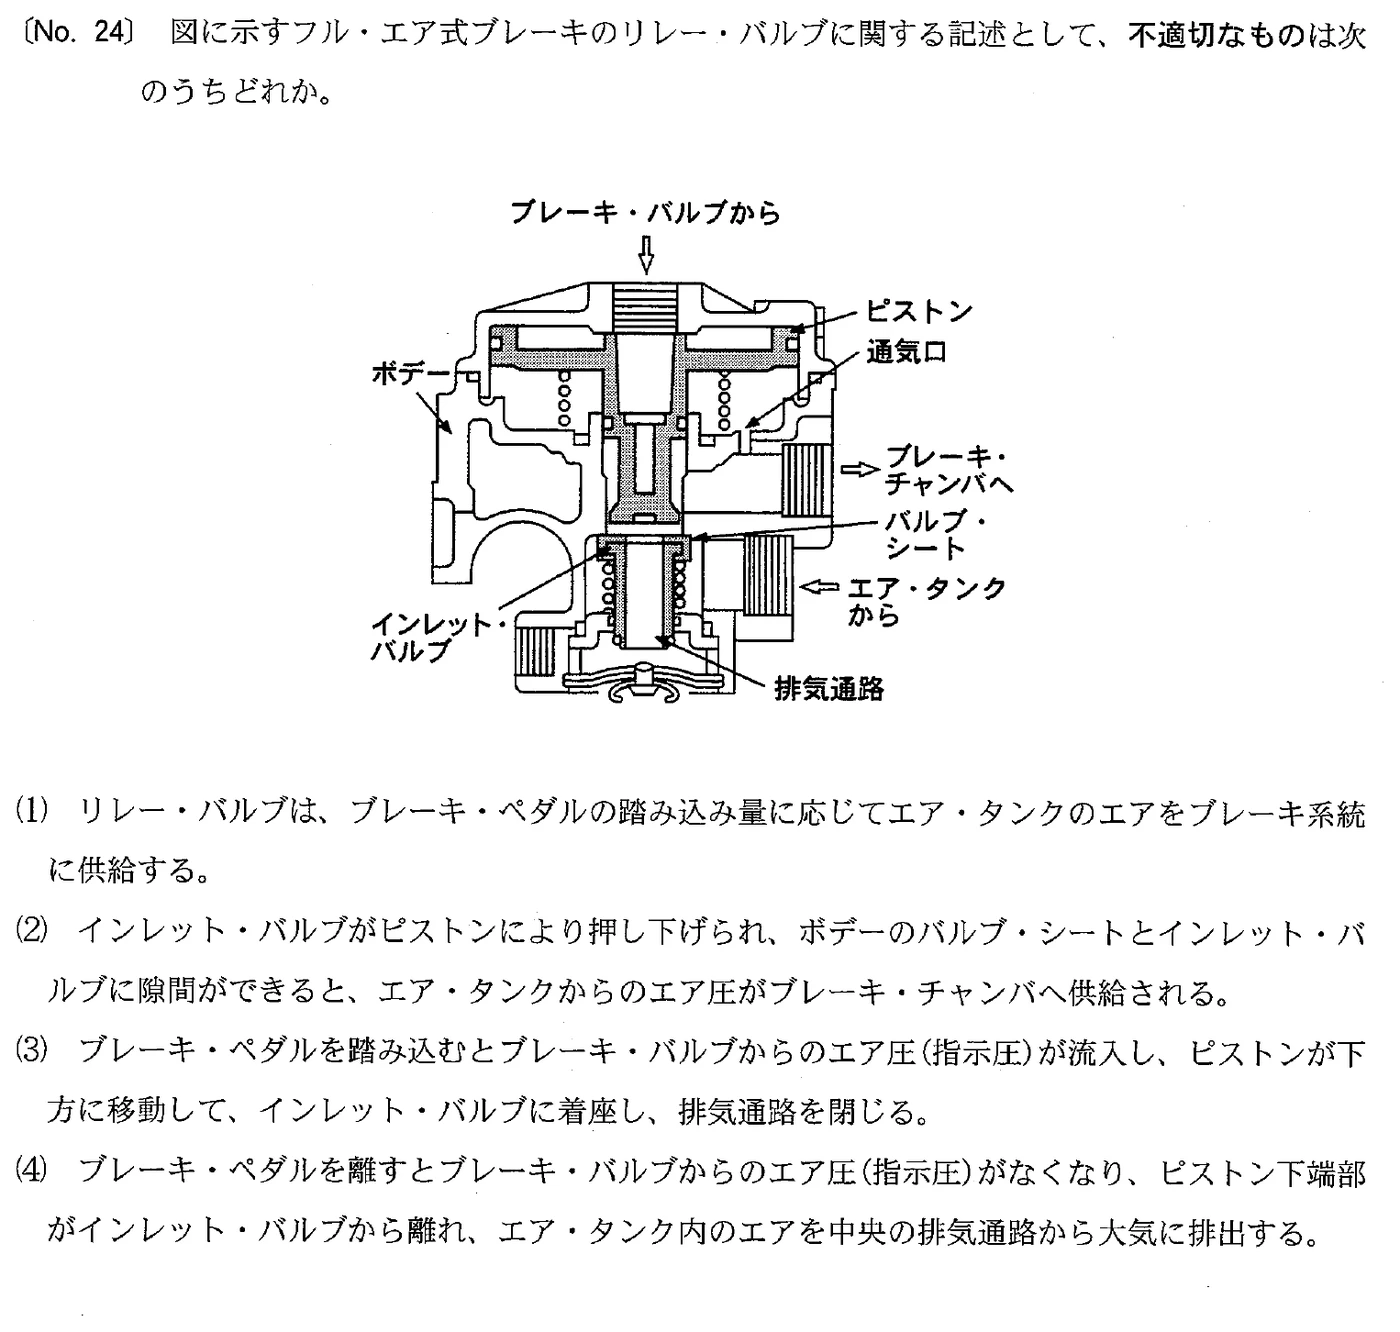 〔No. 24〕 図に示すフル・エア式ブレーキのリレー・バルブに関する記述として、不適切なものは次
のうちどれか。
ブレーキ・バルブから
ピストン
通気口
ボデー
ブレーキ・
チャンバへ
バルブ・
シート
エア・タンク
から
インレット・
バルブ
排気通路
⑴ リレー・バルブは、ブレーキ・ペダルの踏み込み量に応じてエア・タンクのエアをブレーキ系統
に供給する。
⑵ インレット・バルブがピストンにより押し下げられ、ボデーのバルブ・シートとインレット・バ
ルブに隙間ができると、エア・タンクからのエア圧がブレーキ・チャンバへ供給される。
⑶ ブレーキ・ペダルを踏み込むとブレーキ・バルブからのエア圧(指示圧)が流入し、ピストンが下
方に移動して、インレット・バルブに着座し、排気通路を閉じる。
⑷ ブレーキ・ペダルを離すとブレーキ・バルブからのエア圧(指示圧)がなくなり、ピストン下端部
がインレット・バルブから離れ、エア・タンク内のエアを中央の排気通路から大気に排出する。